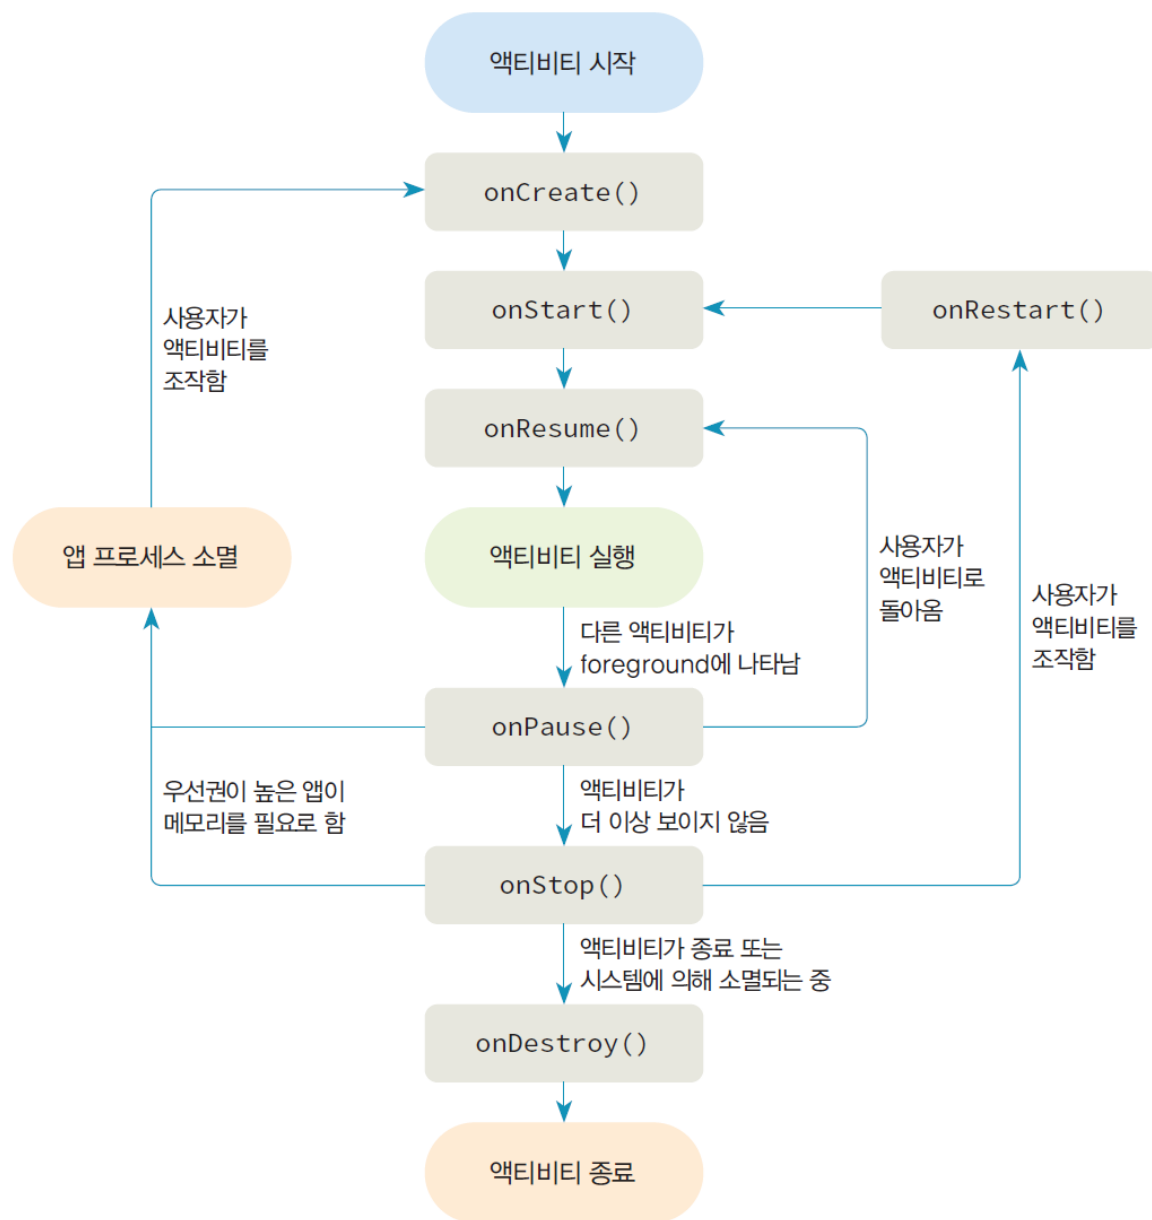 액티비티 시작
onCreate()
onStart()
onRestart()
사용자가
액티비티를
조작함
onResume()
앱 프로세스 소멸
액티비티 실행
사용자가
액티비티로
돌아옴
사용자가
액티비티를
조작함
다른 액티비티가
foreground에 나타남
onPause()
우선권이 높은 앱이
메모리를 필요로 함
액티비티가
더 이상 보이지 않음
onStop()
액티비티가 종료 또는
시스템에 의해 소멸되는 중
onDestroy()
액티비티 종료